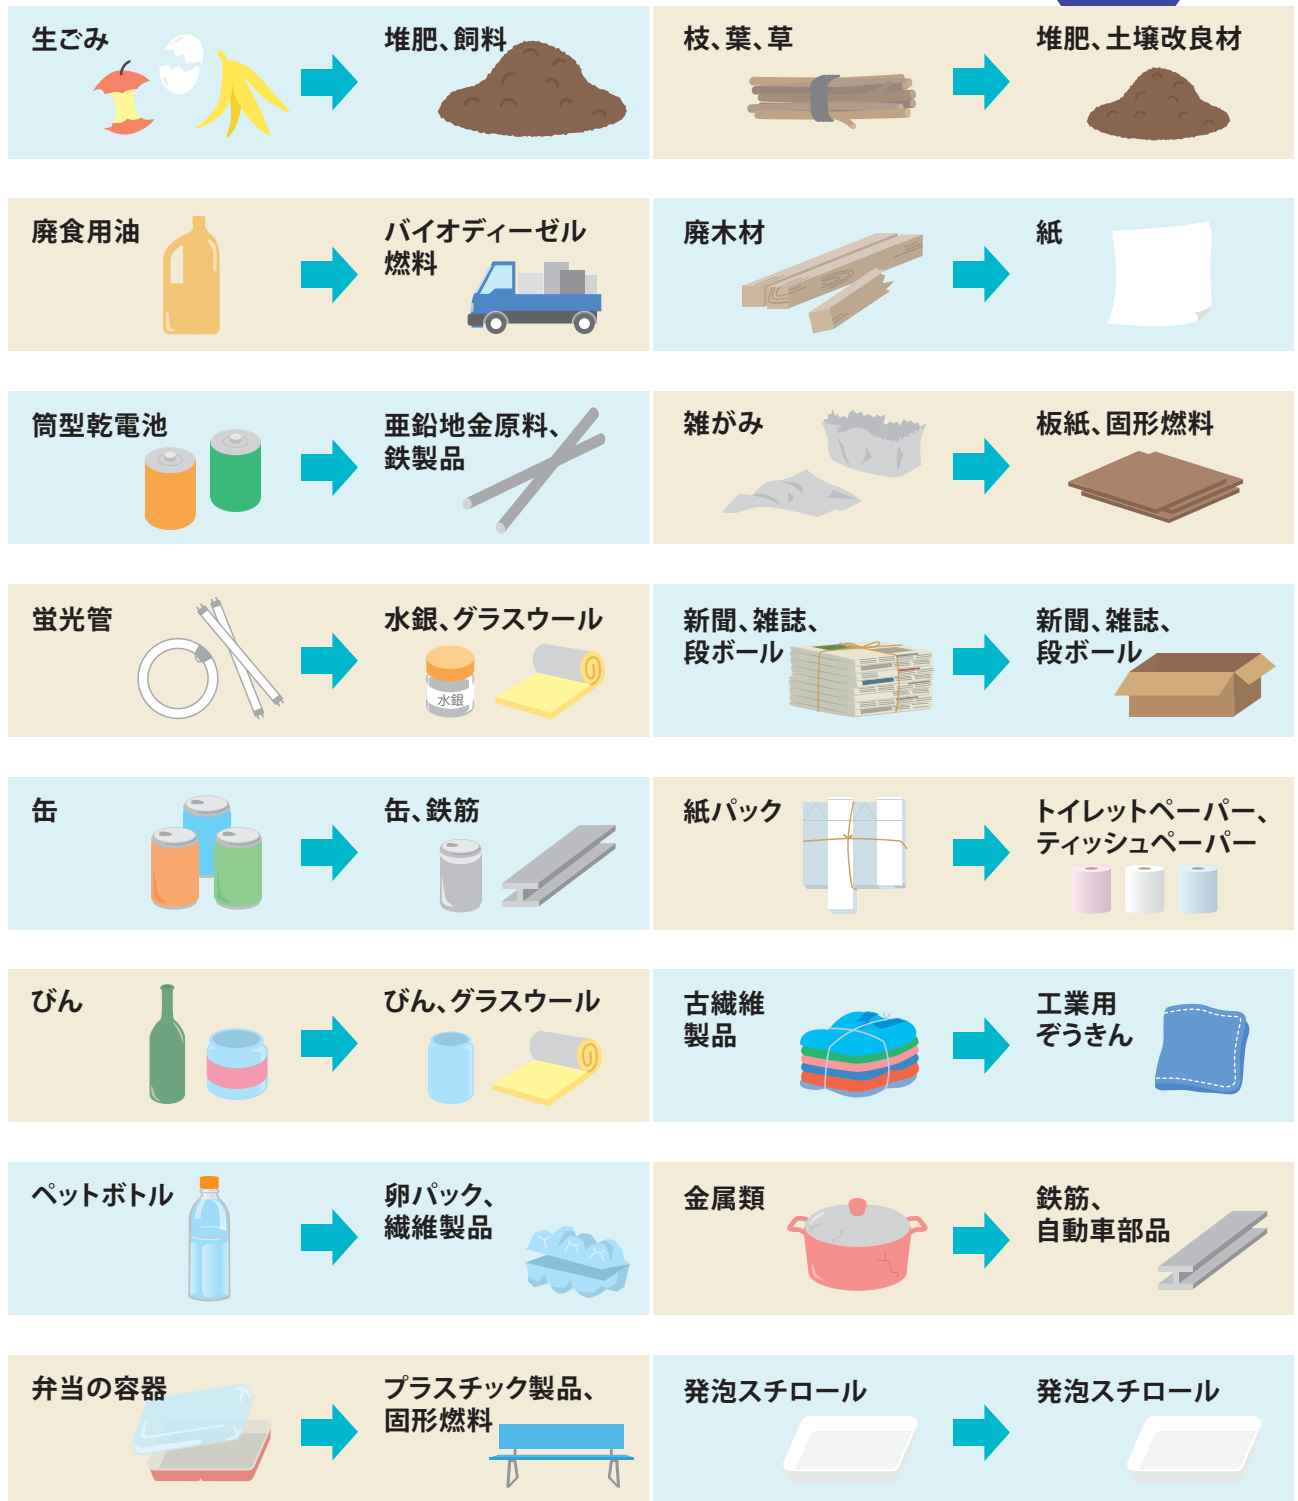 生ごみ
堆肥、飼料
枝、葉、草
堆肥、土壌改良材
廃食用油
バイオディーゼル
燃料
廃木材
紙
筒型乾電池
亜鉛地金原料、
鉄製品
雑がみ
板紙、固形燃料
蛍光管
水銀、グラスウール
水銀
新聞、雑誌、
段ボール
新聞、雑誌、
段ボール
缶
缶、鉄筋
紙パック
トイレットペーパー、
ティッシュペーパー
びん
びん、グラスウール
古繊維
製品
工業用
ぞうきん
ペットボトル
卵パック、
繊維製品
金属類
鉄筋、
自動車部品
弁当の容器
プラスチック製品、
固形燃料
発泡スチロール
発泡スチロール